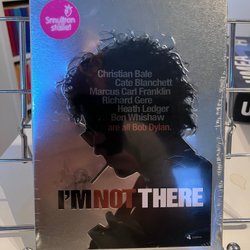 Smultron
ställe!
Christian Bale
Cate Blanchett
Marcus Carl Franklin
Richard Gere
Heath Ledger
Ben Whishaw
are all Bob Dylan.
I'M NOT THERE